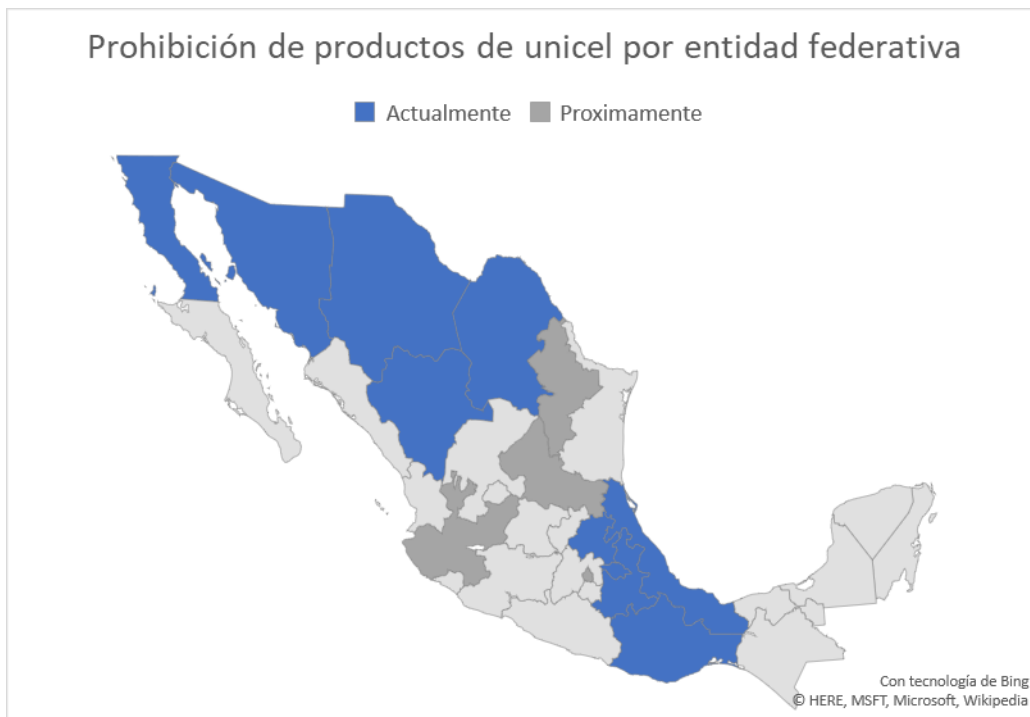 Prohibición de productos de unicel por entidad federativa
Actualmente Proximamente
Con tecnología de Bing
© HERE, MSFT, Microsoft, Wikipedia